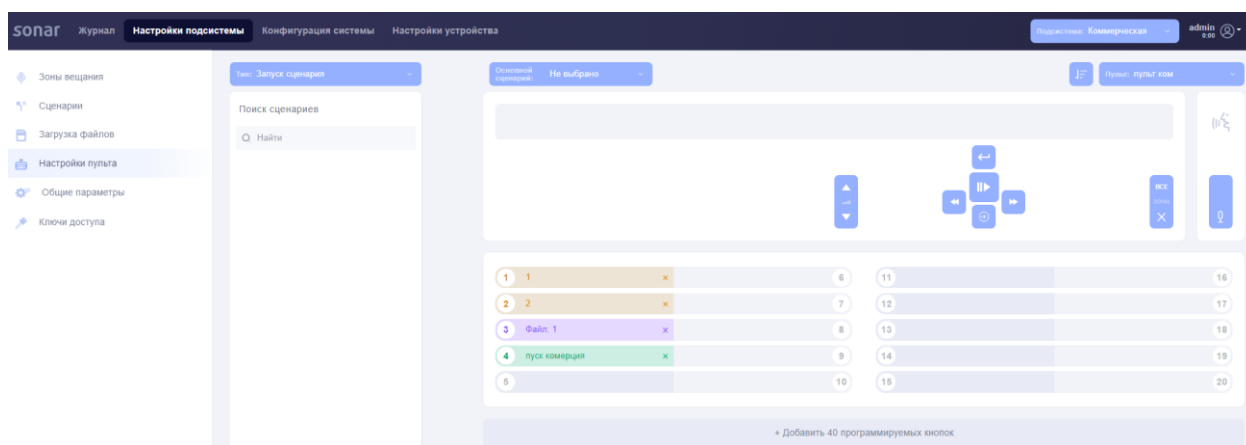 sonar Журнал Настройки подсистемы Конфигурация системы Настройки устройства Подсистема: Коммерческая admin 0:00
Зоны вещания
Сценарии
Загрузка файлов
Настройки пульта
Общие параметры
Ключи доступа
Тип: Запуск сценария
Поиск сценариев
Найти
Основной сценарий: Не выбрано
Пульт: пульт ком
ВСЕ
1 1 × 6 11 16
2 2 × 7 12 17
3 Файл: 1 × 8 13 18
4 пуск комерция × 9 14 19
5 10 15 20
+ Добавить 40 программируемых кнопок